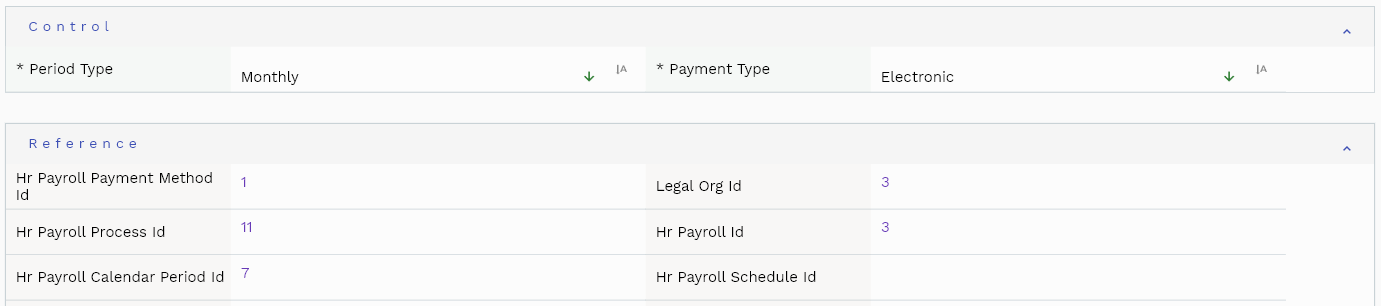 Control
* Period Type
Monthly
* Payment Type
Electronic
Reference
Hr Payroll Payment Method
Id
1
Legal Org Id
3
Hr Payroll Process Id
11
Hr Payroll Id
3
Hr Payroll Calendar Period Id
7
Hr Payroll Schedule Id